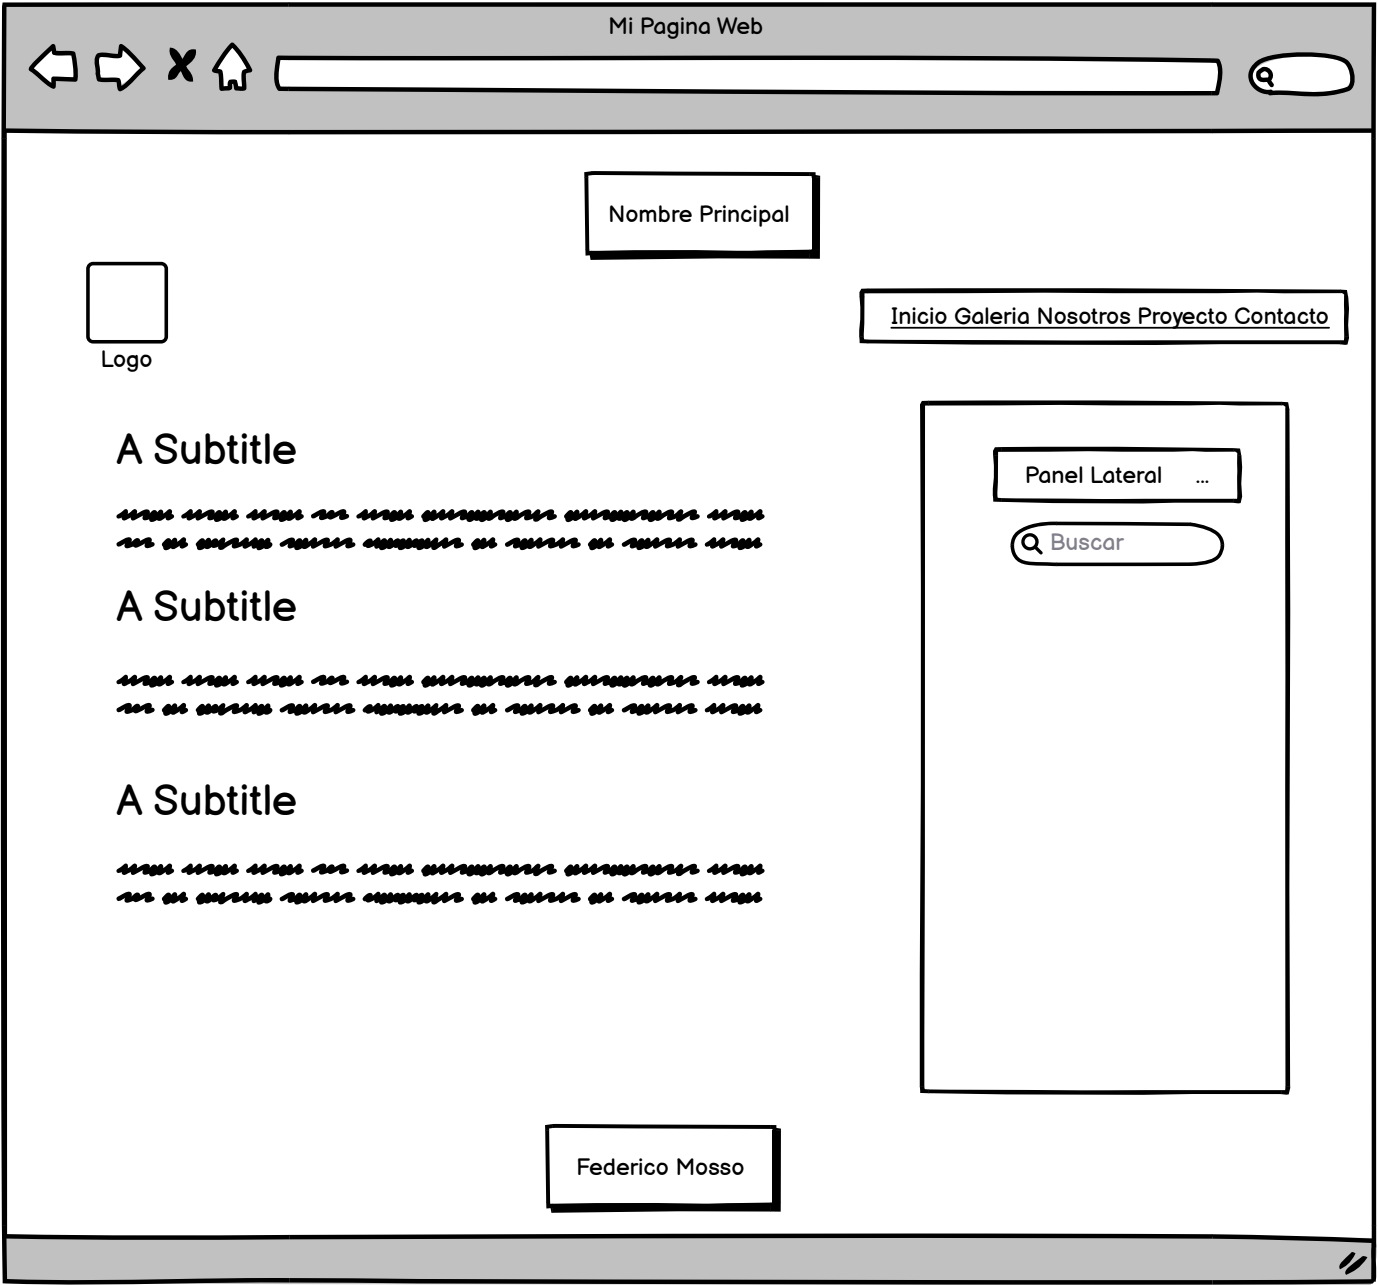 Mi Pagina Web
Nombre Principal
Logo
Inicio Galeria Nosotros Proyecto Contacto
A Subtitle
A Subtitle
A Subtitle
Panel Lateral ...
Buscar
Federico Mosso